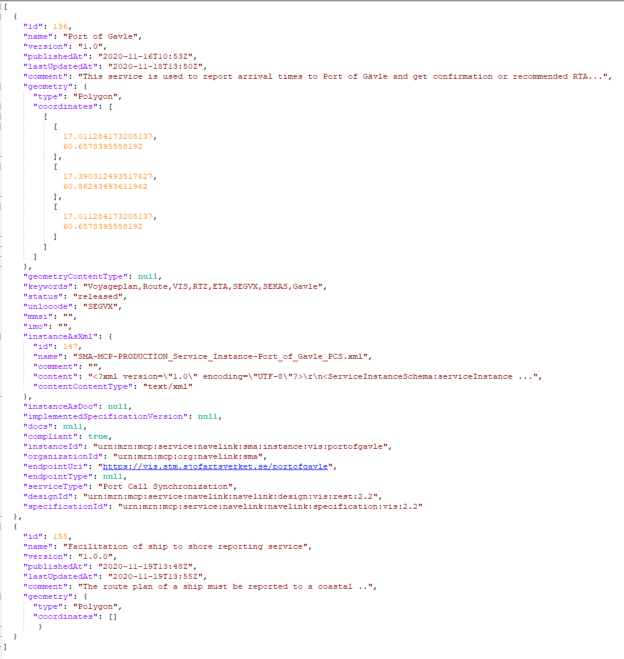 [
  {
    "id": 136,
    "name": "Port of Gavle",
    "version": "1.0",
    "publishedAt": "2020-11-16T10:53Z",
    "lastUpdatedAt": "2020-11-18T13:50Z",
    "comment": "This service is used to report arrival times to Port of Gävle and get confirmation or recommended RTA...",
    "geometry": {
      "type": "Polygon",
      "coordinates": [
        [
          [
            17.011284173205137,
            60.6578395558192
          ],
          [
            17.390312493517627,
            60.86243493611962
          ],
          [
            17.011284173205137,
            60.6578395558192
          ]
        ]
      ]
    },
    "geometryContentType": null,
    "keywords": "Voyageplan,Route,VIS,RTZ,ETA,SEGVX,SEKAS,Gavle",
    "status": "released",
    "unlocode": "SEGVX",
    "mmsi": "",
    "imo": "",
    "instanceAsXml": {
      "id": 147,
      "name": "SMA-MCP-PRODUCTION_Service_Instance-Port_of_Gavle_PCS.xml",
      "comment": "",
      "content": "<?xml version=\"1.0\" encoding=\"UTF-8\"?>\r\n<ServiceInstanceSchema:serviceInstance ...",
      "contentContentType": "text/xml"
    },
    "instanceAsDoc": null,
    "implementedSpecificationVersion": null,
    "docs": null,
    "compliant": true,
    "instanceId": "urn:mrn:mcp:service:navelink:sma:instance:vis:portofgavle",
    "organizationId": "urn:mrn:mcp:org:navelink:sma",
    "endpointUri": "https://vis.stm.sjofartsverket.se/portofgavle",
    "endpointType": null,
    "serviceType": "Port Call Synchronization",
    "designId": "urn:mrn:mcp:service:navelink:navelink:design:vis:rest:2.2",
    "specificationId": "urn:mrn:mcp:service:navelink:navelink:specification:vis:2.2"
  },
  {
    "id": 155,
    "name": "Facilitation of ship to shore reporting service",
    "version": "1.0.0",
    "publishedAt": "2020-11-19T13:48Z",
    "lastUpdatedAt": "2020-11-19T13:55Z",
    "comment": "The route plan of a ship must be reported to a coastal ..",
    "geometry": {
      "type": "Polygon",
      "coordinates": []
       }
  }
]